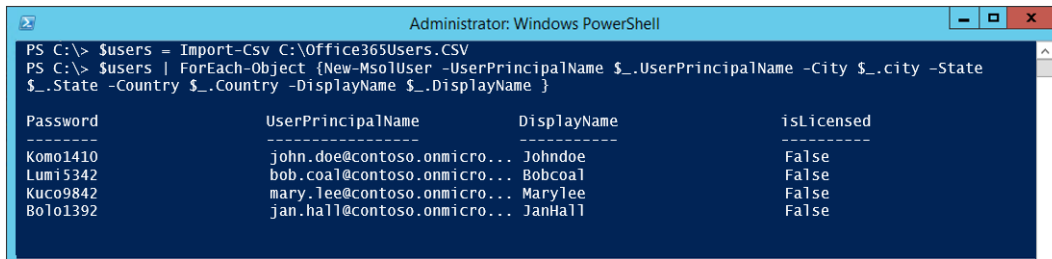 Administrator: Windows PowerShell
PS C:\> $users = Import-Csv C:\Office365Users.CSV
PS C:\> $users | ForEach-Object {New-MsolUser -UserPrincipalName $_.UserPrincipalName -City $_.city -State
$_.State -Country $_.Country -DisplayName $_.DisplayName }
Password UserPrincipalName DisplayName isLicensed
-------- ----------------- ----------- ----------
Komo1410 john.doe@contoso.onmicro... Johndoe False
Lumi5342 bob.coal@contoso.onmicro... Bobcoal False
Kuco9842 mary.lee@contoso.onmicro... Marylee False
Bolo1392 jan.hall@contoso.onmicro... JanHall False